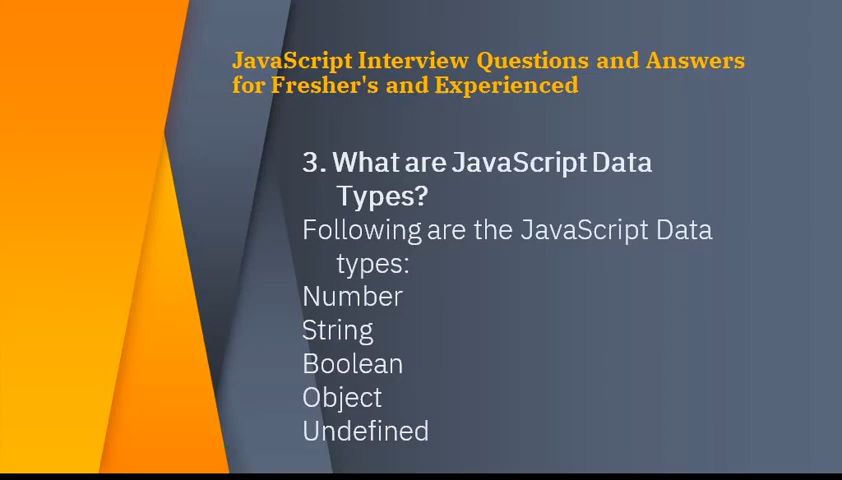 JavaScript Interview Questions and Answers
for Fresher's and Experienced
3. What are JavaScript Data
Types?
Following are the JavaScript Data
types:
Number
String
Boolean
Object
Undefined